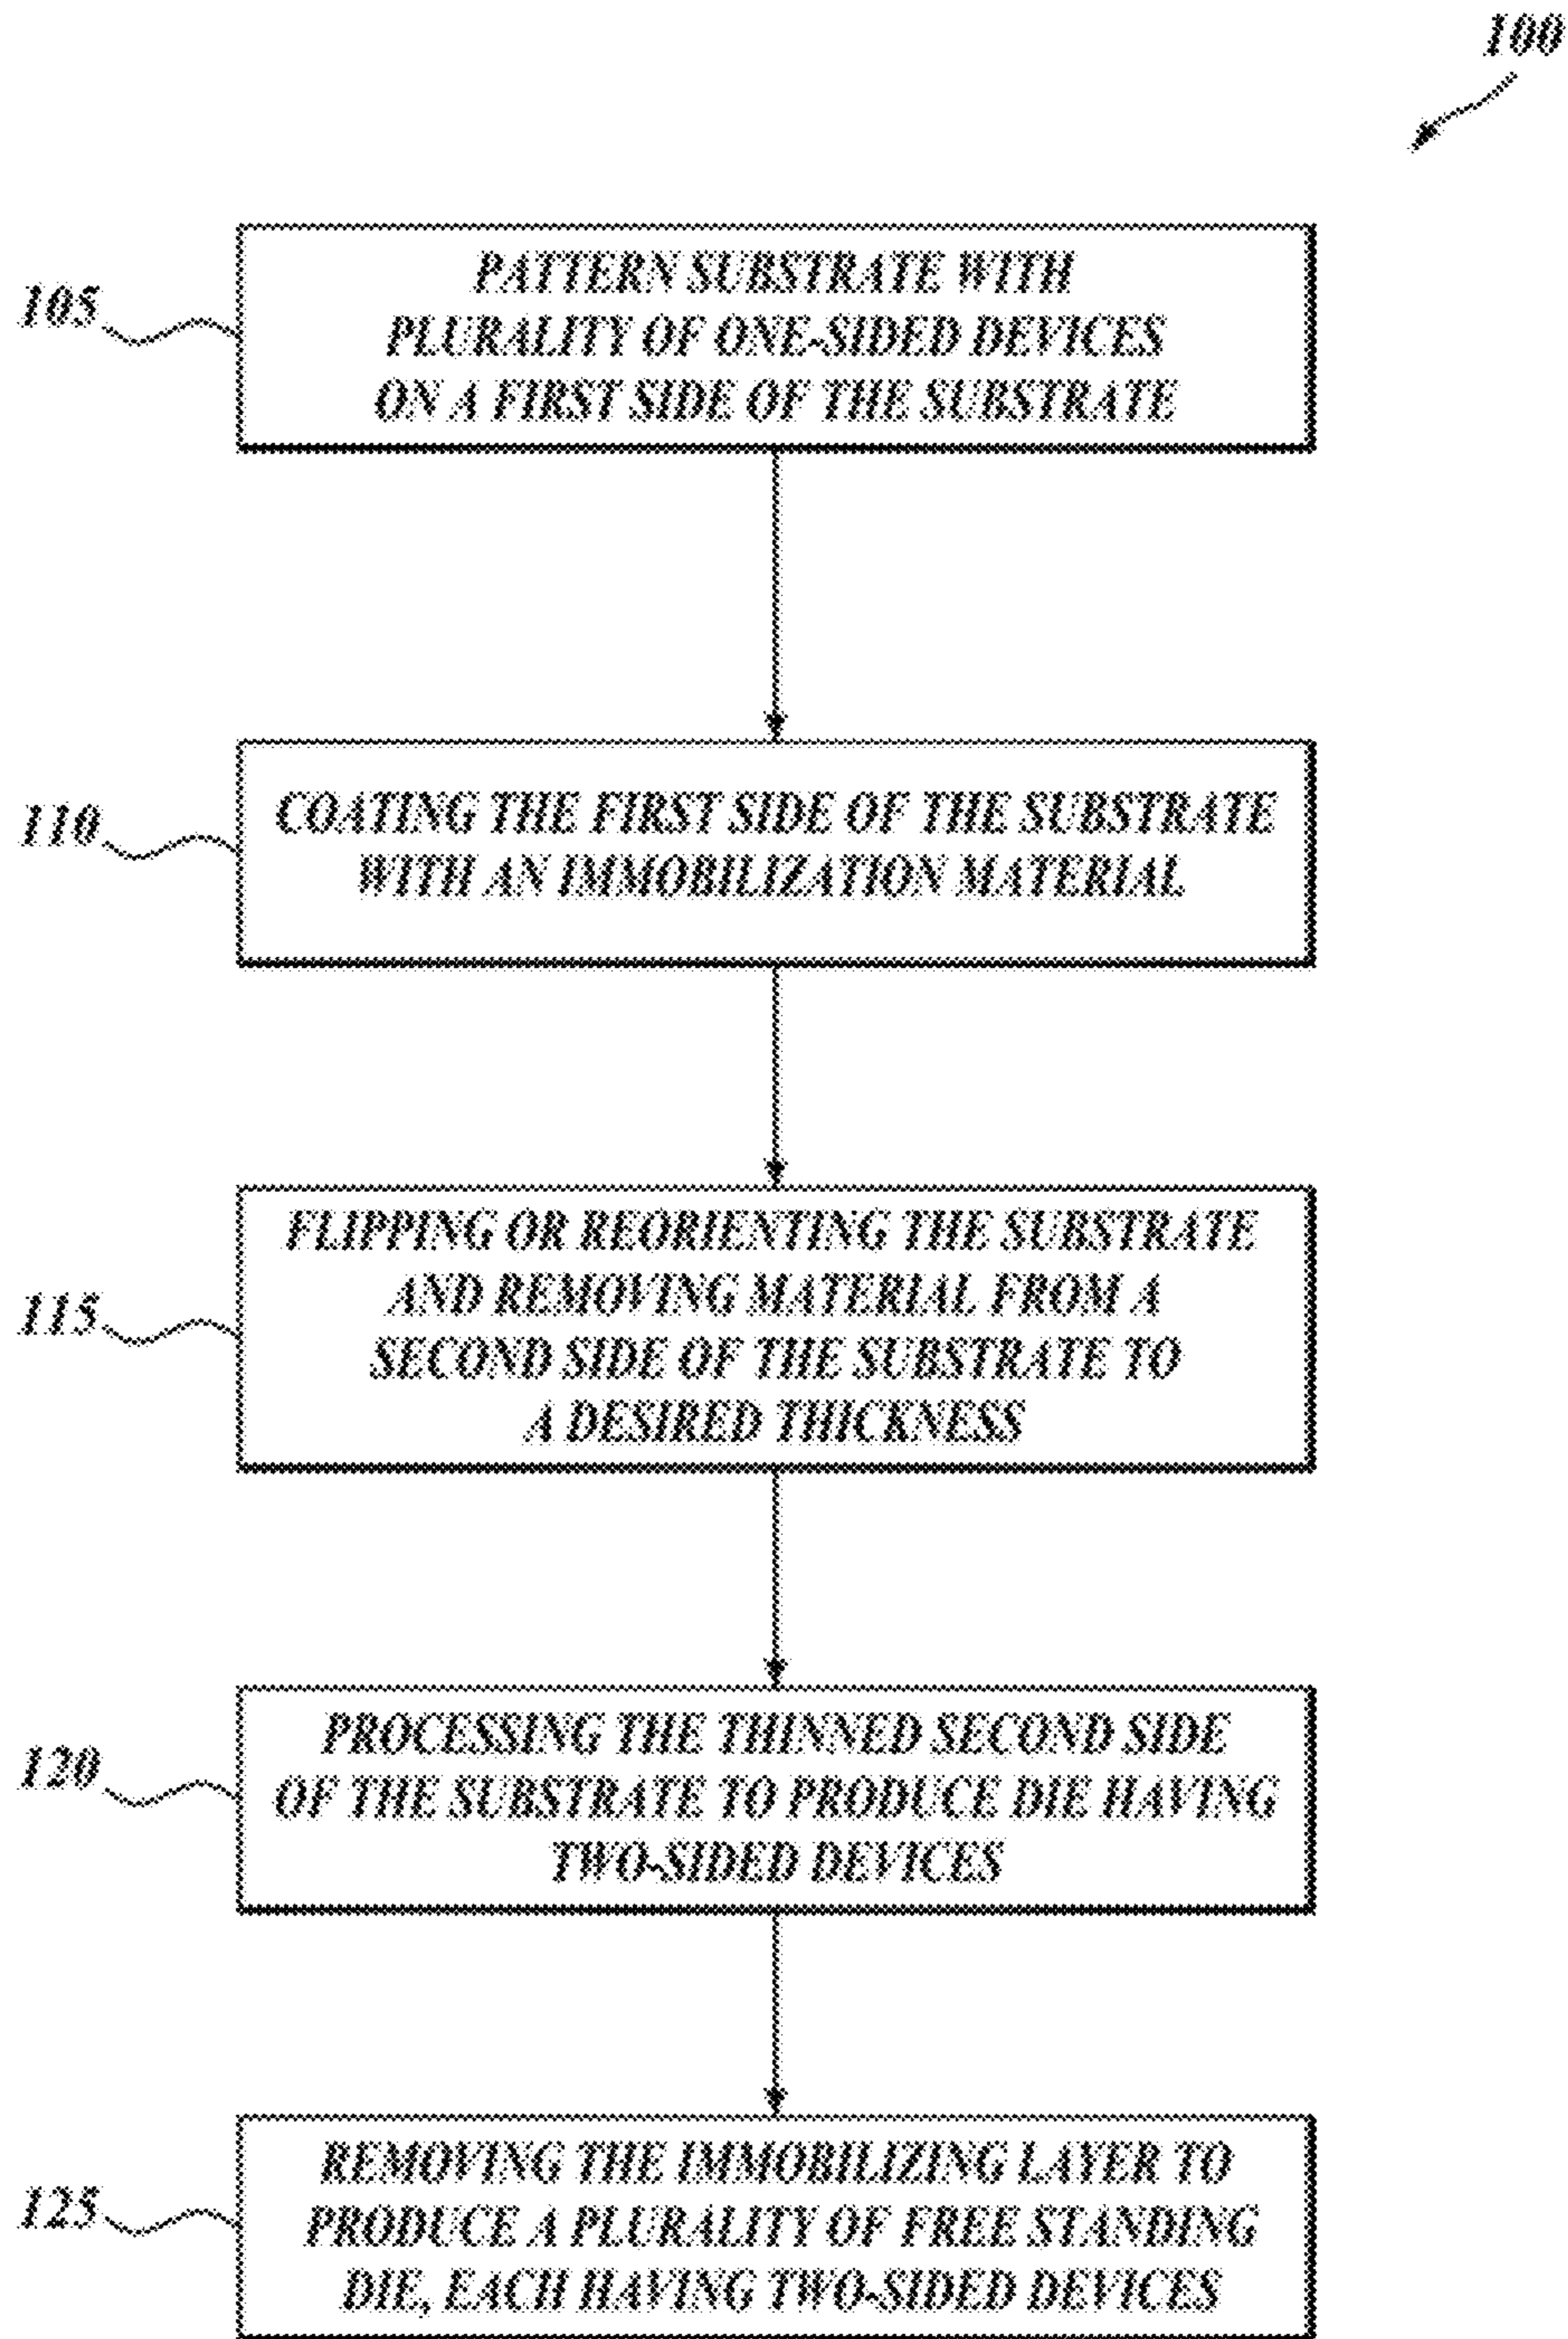 100
105
PATTERN SUBSTRATE WITH
PLURALITY OF ONE-SIDED DEVICES
ON A FIRST SIDE OF THE SUBSTRATE
110
COATING THE FIRST SIDE OF THE SUBSTRATE
WITH AN IMMOBILIZATION MATERIAL
115
FLIPPING OR REORIENTING THE SUBSTRATE
AND REMOVING MATERIAL FROM A
SECOND SIDE OF THE SUBSTRATE TO
A DESIRED THICKNESS
120
PROCESSING THE THINNED SECOND SIDE
OF THE SUBSTRATE TO PRODUCE DIE HAVING
TWO-SIDED DEVICES
125
REMOVING THE IMMOBILIZING LAYER TO
PRODUCE A PLURALITY OF FREE STANDING
DIE, EACH HAVING TWO-SIDED DEVICES